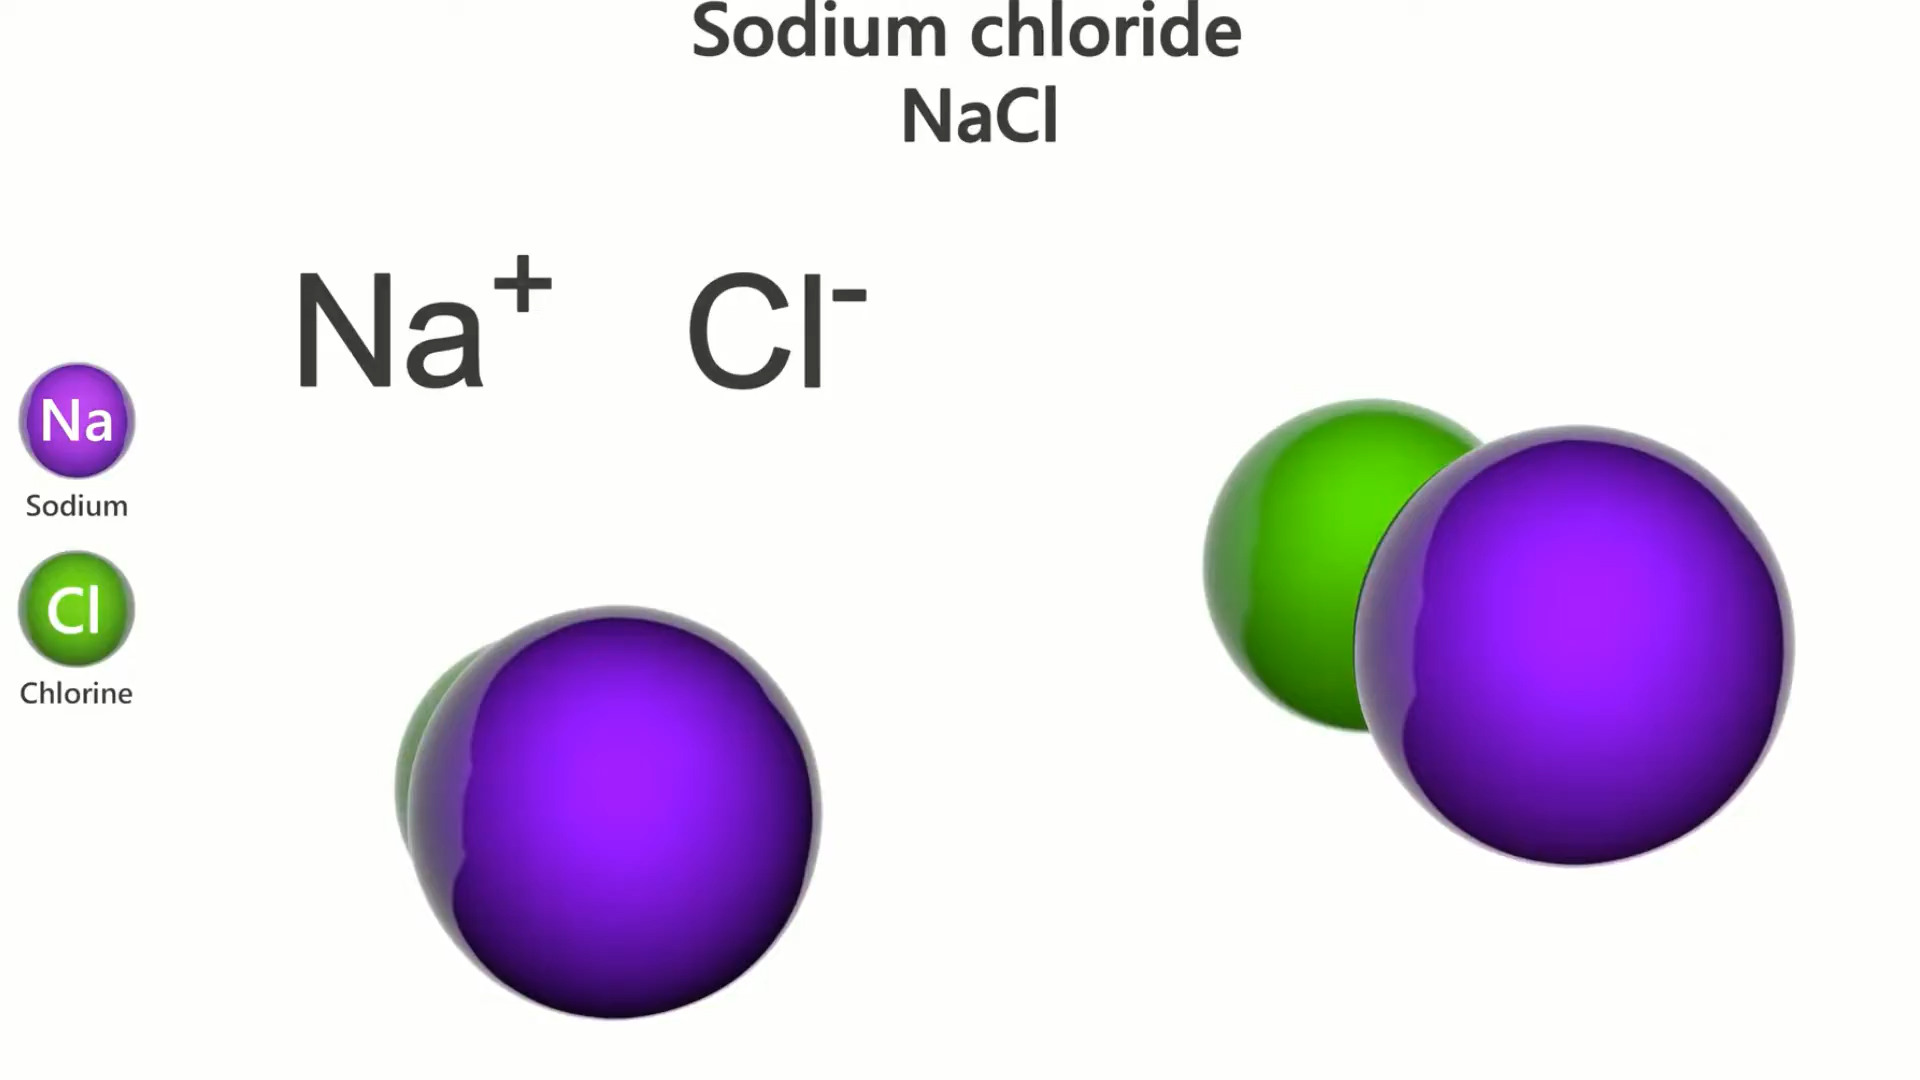 Sodium chloride
NaCl
Na⁺ Cl⁻
Na
Sodium
Cl
Chlorine